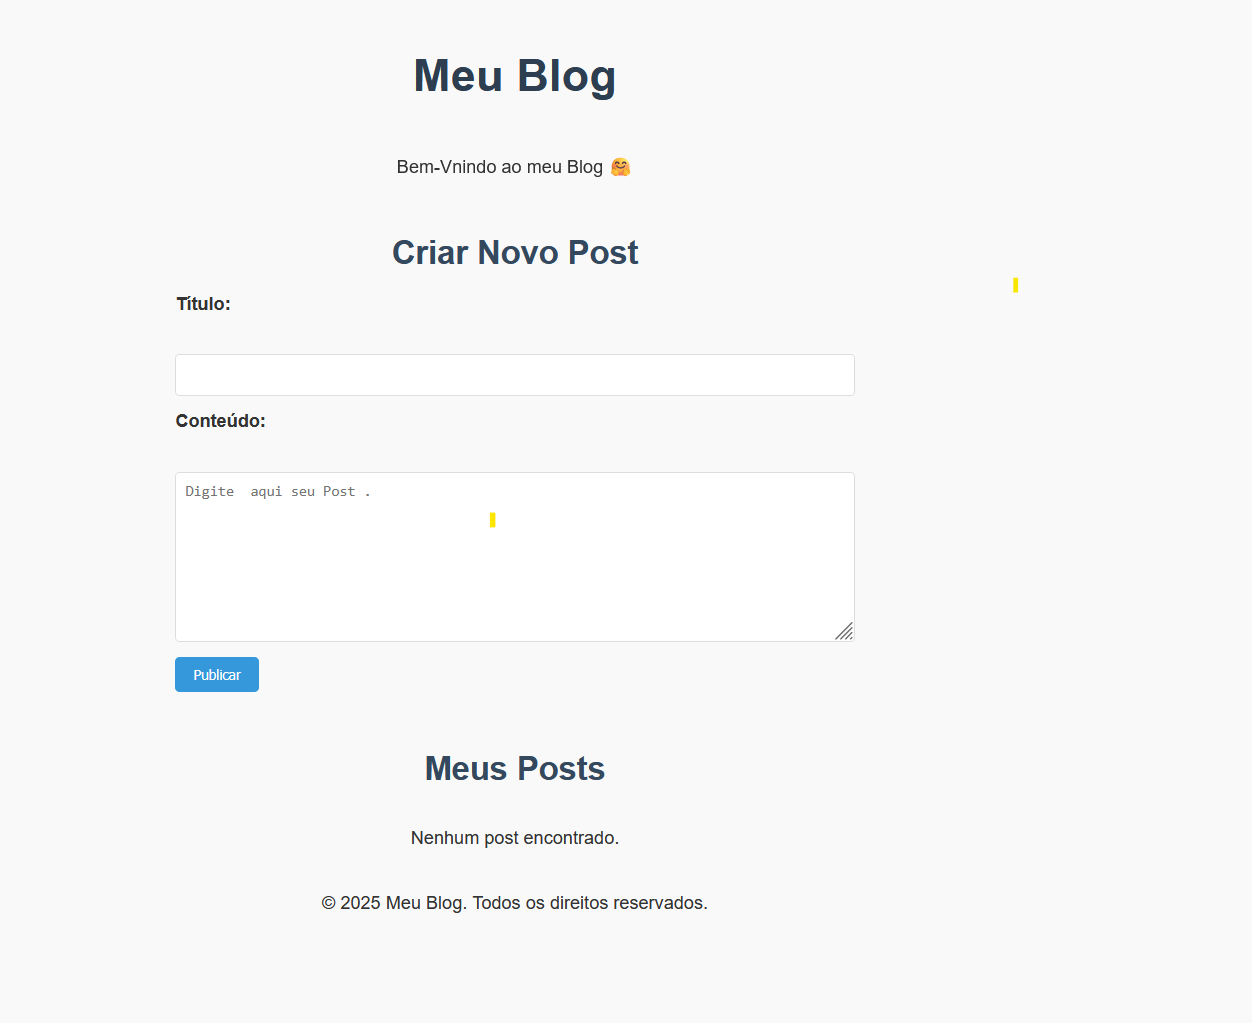 Meu Blog
Bem-Vnindo ao meu Blog 🤗
Criar Novo Post
Título:
Conteúdo:
Digite  aqui seu Post .
Publicar
Meus Posts
Nenhum post encontrado.
© 2025 Meu Blog. Todos os direitos reservados.